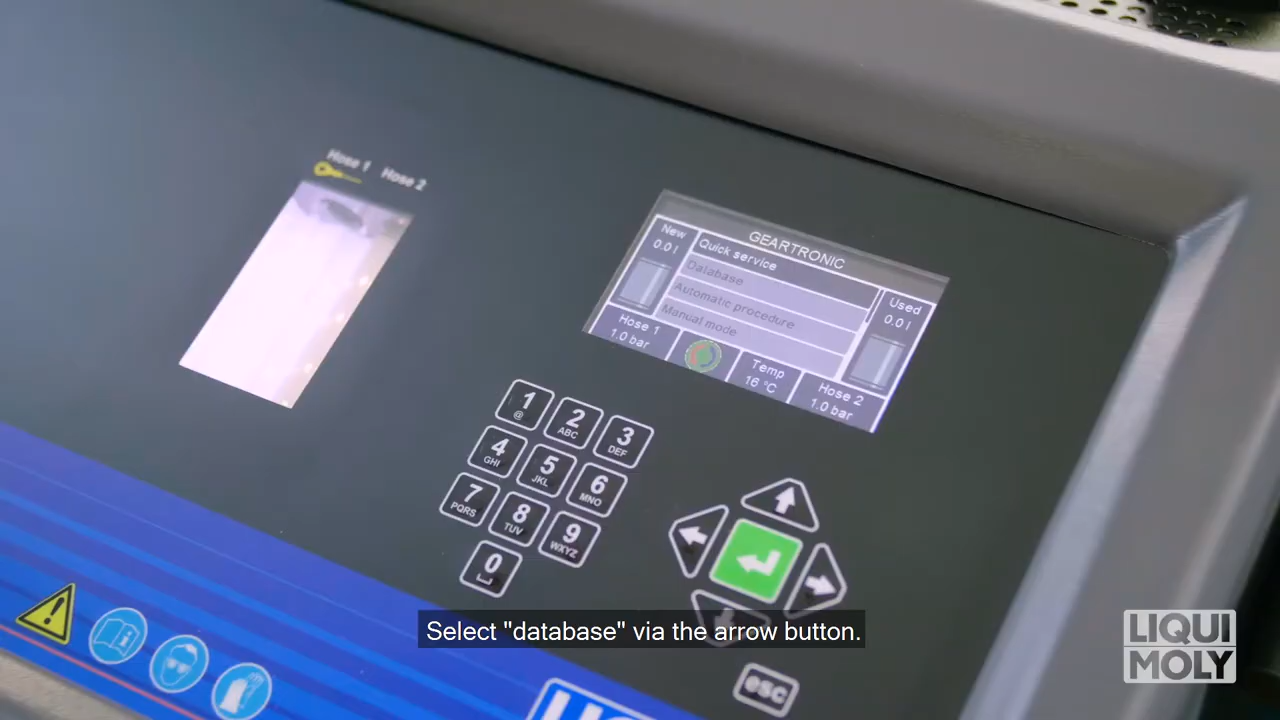 Hose 1
Hose 2
GEARTRONIC
New
0.0 l
Quick service
Database
Automatic procedure
Manual mode
Used
0.0 l
Hose 1
1.0 bar
Temp
16 °C
Hose 2
1.0 bar
1
@
2
ABC
3
DEF
4
GHI
5
JKL
6
MNO
7
PQRS
8
TUV
9
WXYZ
0
esc
Select "database" via the arrow button.
LIQUI
MOLY